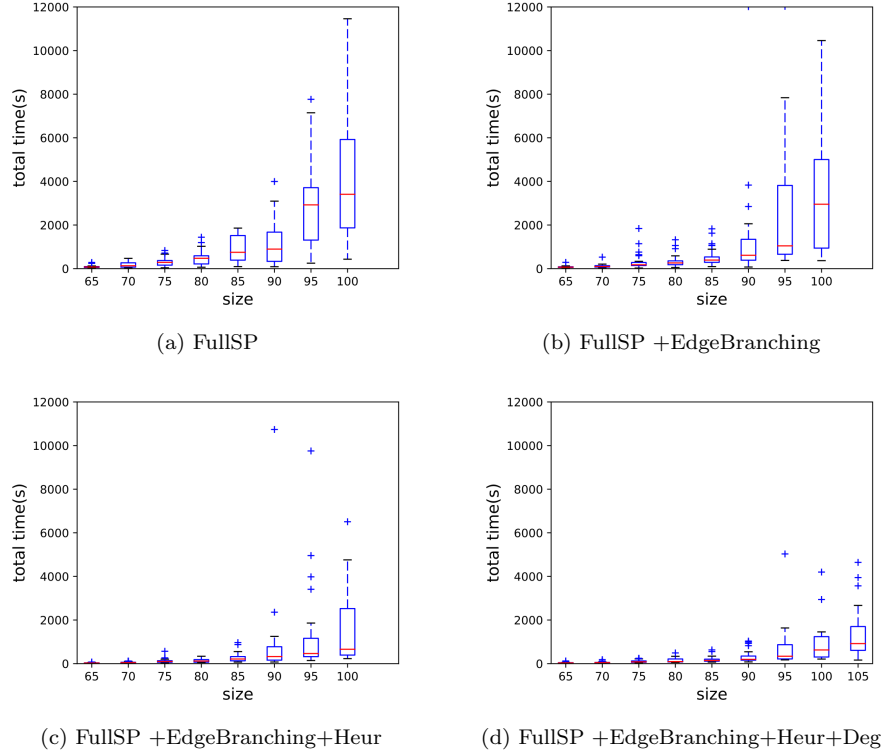 12000
10000
8000
6000
4000
2000
0
total time(s)
65 70 75 80 85 90 95 100
size
(a) FullSP
12000
10000
8000
6000
4000
2000
0
total time(s)
65 70 75 80 85 90 95 100
size
(b) FullSP +EdgeBranching
12000
10000
8000
6000
4000
2000
0
total time(s)
65 70 75 80 85 90 95 100
size
(c) FullSP +EdgeBranching+Heur
12000
10000
8000
6000
4000
2000
0
total time(s)
65 70 75 80 85 90 95 100 105
size
(d) FullSP +EdgeBranching+Heur+Deg